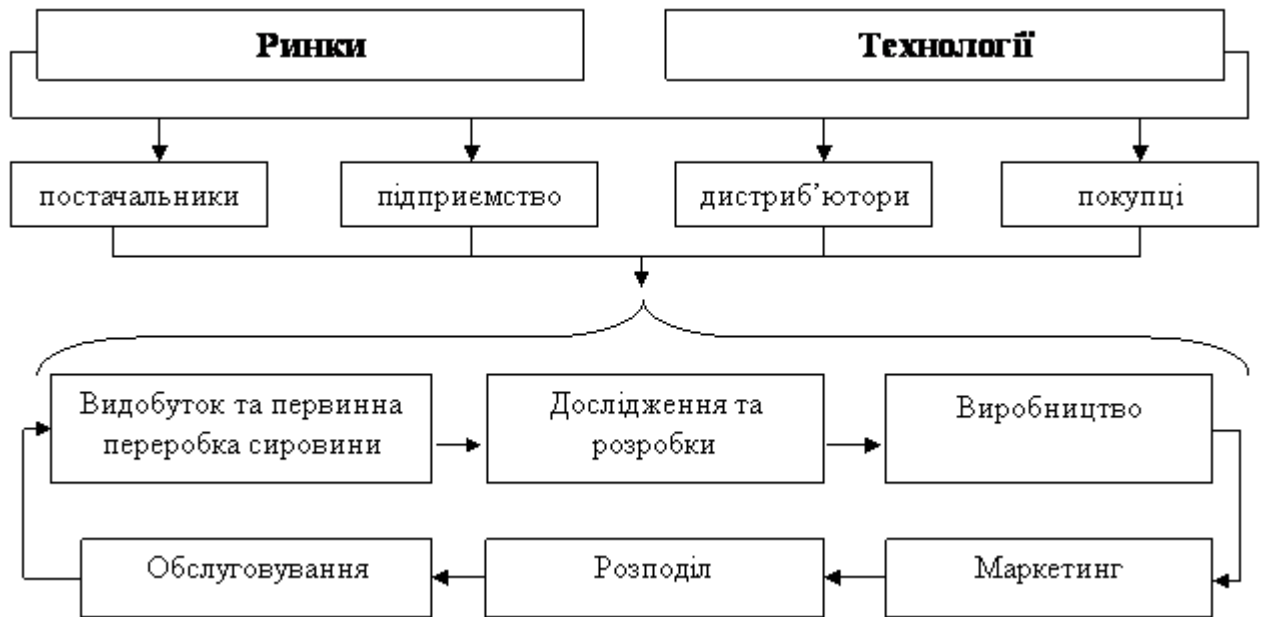 Ринки
Технології
постачальники
підприємство
дистриб’ютори
покупці
Видобуток та первинна
переробка сировини
Дослідження та
розробки
Виробництво
Обслуговування
Розподіл
Маркетинг